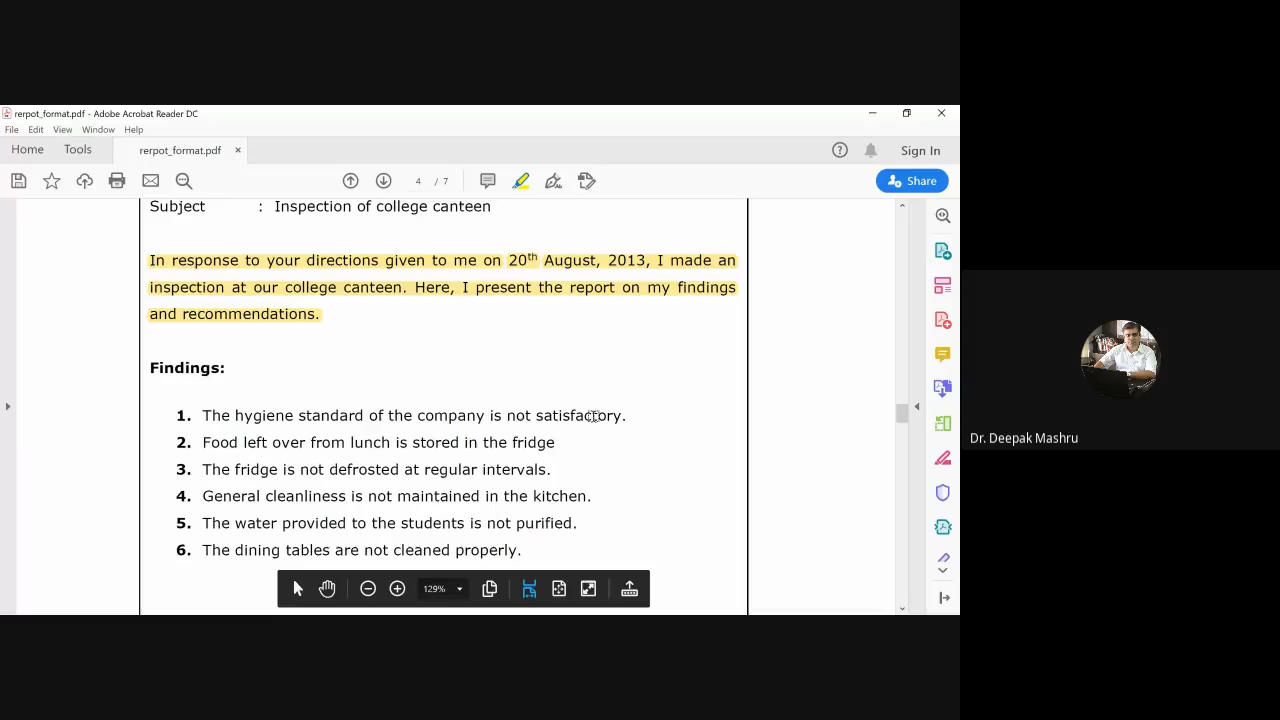 rerpot_format.pdf - Adobe Acrobat Reader DC
File Edit View Window Help
Home Tools rerpot_format.pdf × Sign In
4 / 7 Share
Subject : Inspection of college canteen
In response to your directions given to me on 20th August, 2013, I made an
inspection at our college canteen. Here, I present the report on my findings
and recommendations.
Findings:
1. The hygiene standard of the company is not satisfactory.
2. Food left over from lunch is stored in the fridge
3. The fridge is not defrosted at regular intervals.
4. General cleanliness is not maintained in the kitchen.
5. The water provided to the students is not purified.
6. The dining tables are not cleaned properly.
129%
Dr. Deepak Mashru